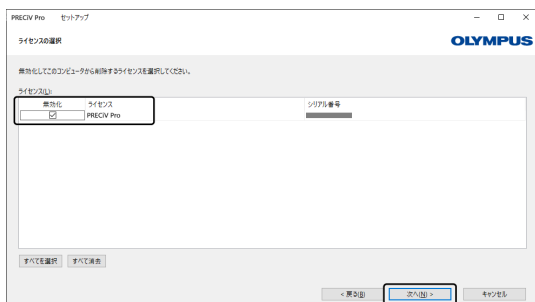 PRECiV Pro セットアップ
ライセンスの選択
OLYMPUS
無効化してこのコンピュータから削除するライセンスを選択してください。
ライセンス(L):
無効化 ライセンス シリアル番号
PRECiV Pro
すべてを選択 すべて消去
< 戻る(B) 次へ(N) > キャンセル